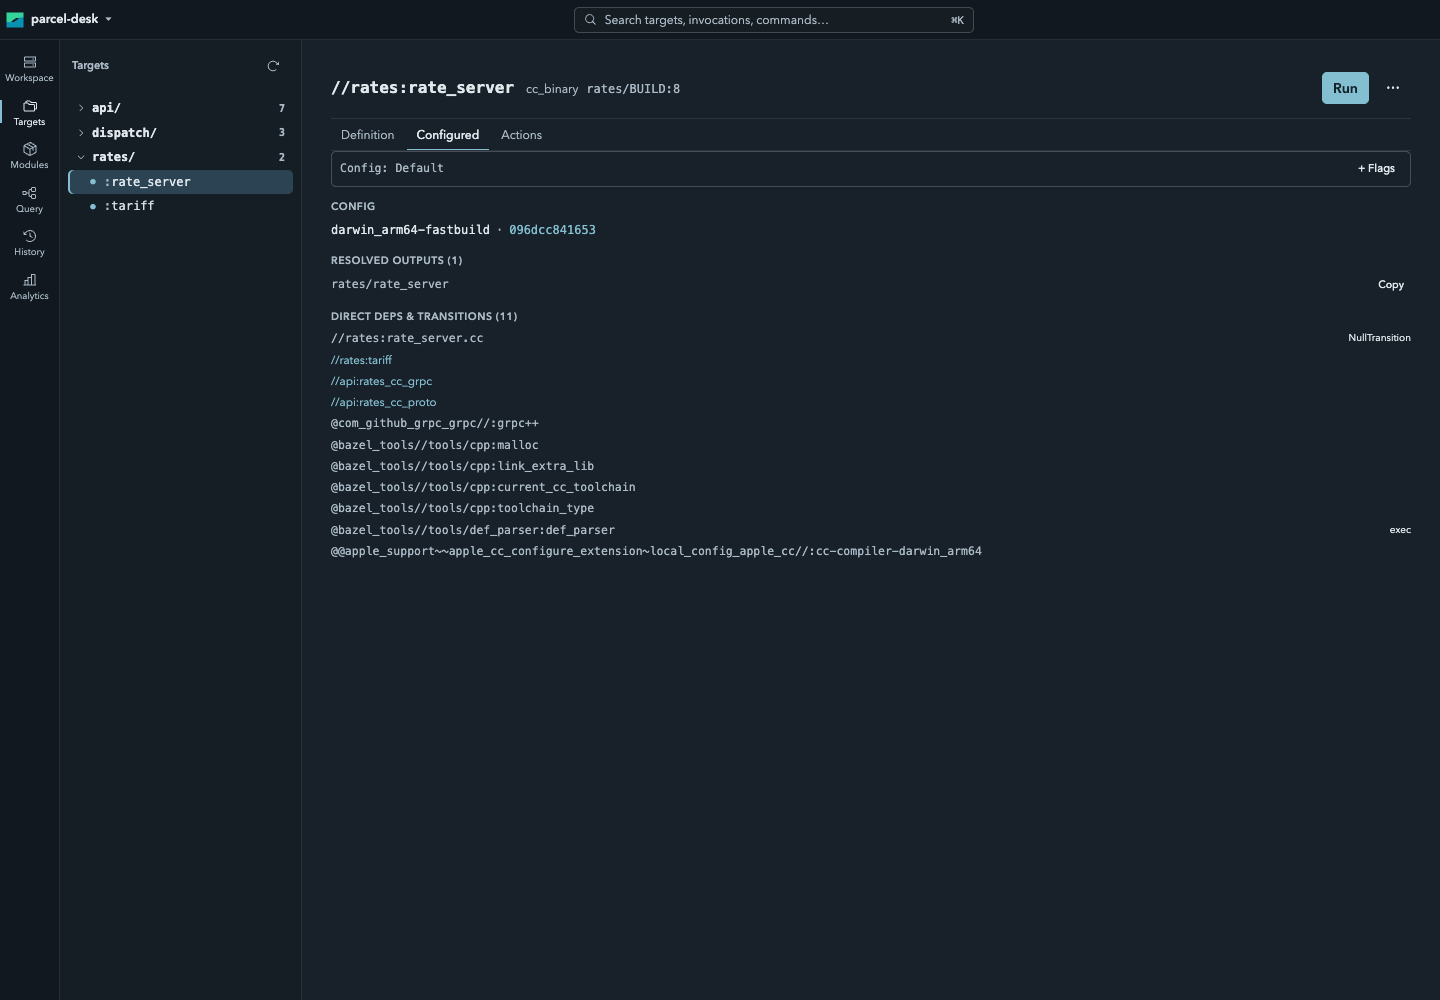 parcel-desk
Search targets, invocations, commands... ⌘K
Workspace
Targets
Modules
Query
History
Analytics
Targets
api/ 7
dispatch/ 3
rates/ 2
:rate_server
:tariff
//rates:rate_server cc_binary rates/BUILD:8
Run ...
Definition Configured Actions
Config: Default + Flags
CONFIG
darwin_arm64-fastbuild · 096dcc841653
RESOLVED OUTPUTS (1)
rates/rate_server Copy
DIRECT DEPS & TRANSITIONS (11)
//rates:rate_server.cc NullTransition
//rates:tariff
//api:rates_cc_grpc
//api:rates_cc_proto
@com_github_grpc_grpc//:grpc++
@bazel_tools//tools/cpp:malloc
@bazel_tools//tools/cpp:link_extra_lib
@bazel_tools//tools/cpp:current_cc_toolchain
@bazel_tools//tools/cpp:toolchain_type
@bazel_tools//tools/def_parser:def_parser exec
@@apple_support~~apple_cc_configure_extension~local_config_apple_cc//:cc-compiler-darwin_arm64